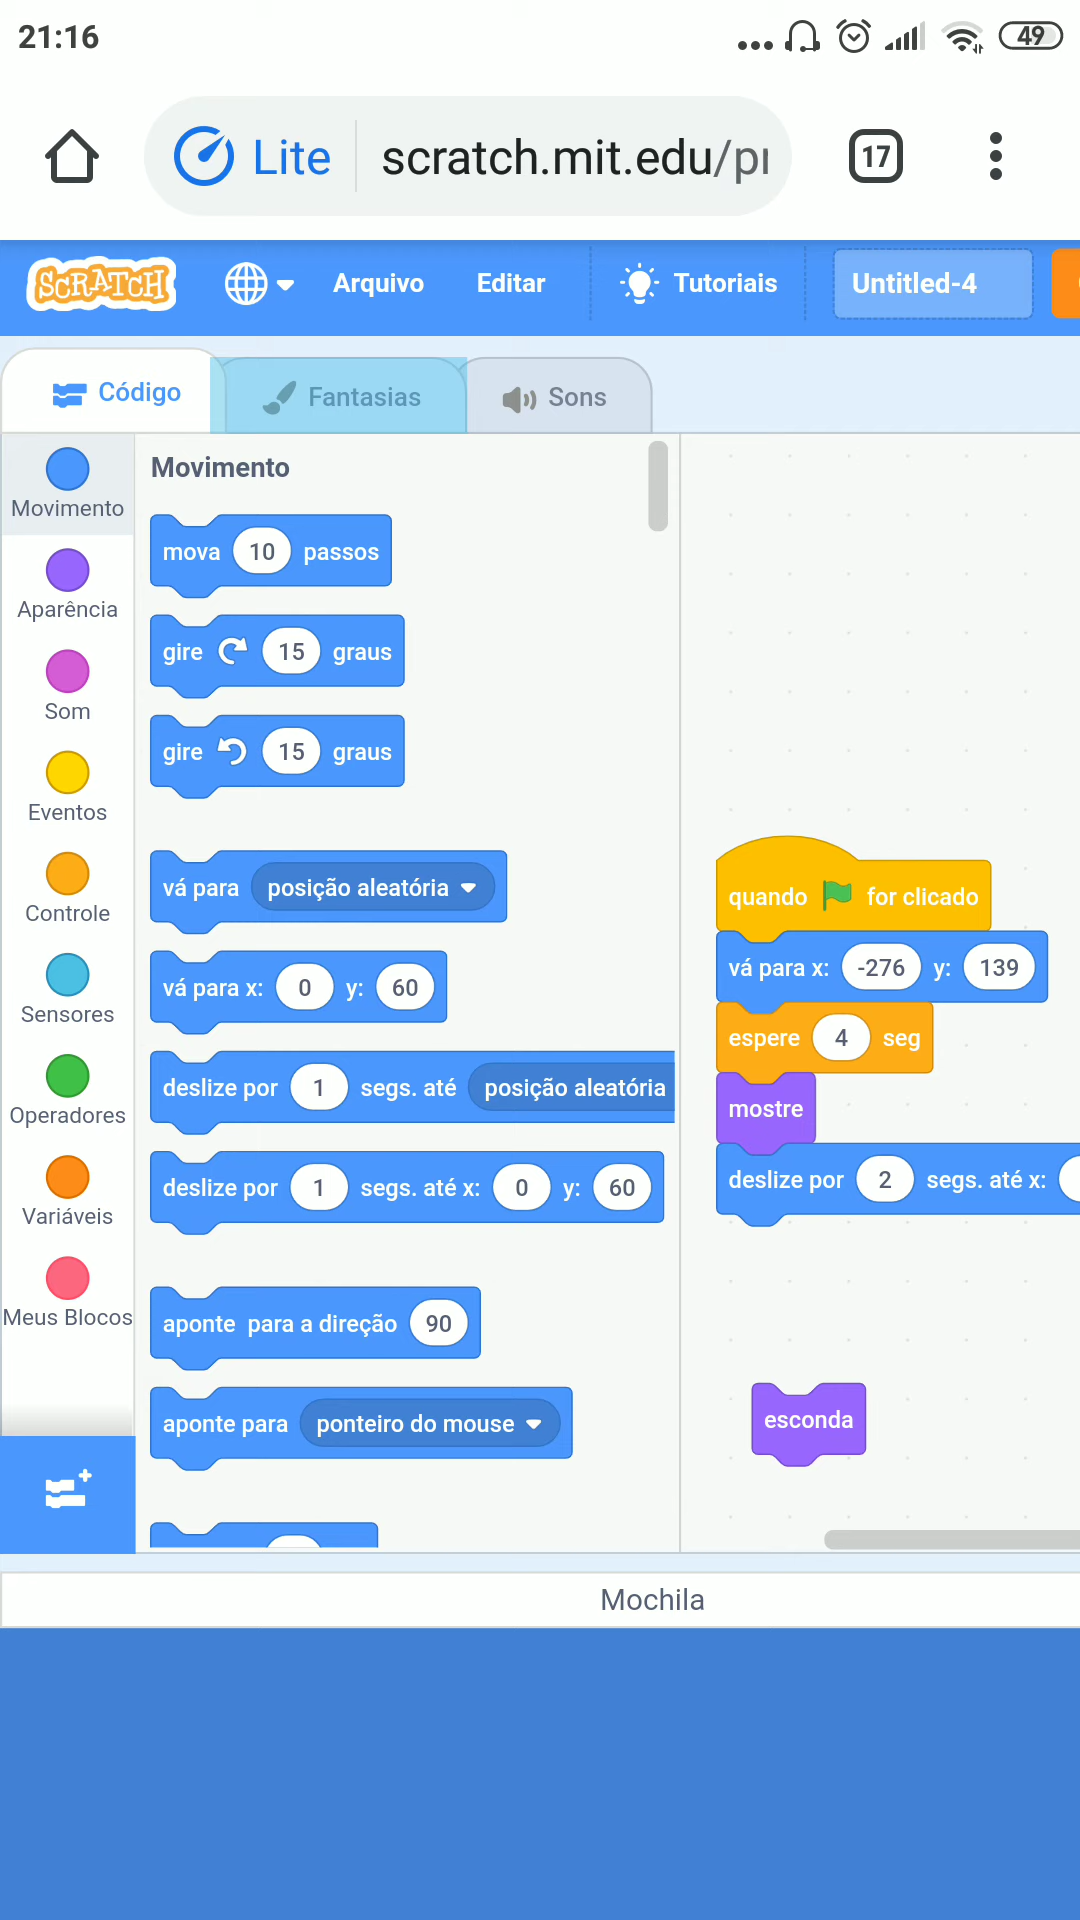 21:16
49
Lite
scratch.mit.edu/pr
17
SCRATCH
Arquivo
Editar
Tutoriais
Untitled-4
Código
Fantasias
Sons
Movimento
Aparência
Som
Eventos
Controle
Sensores
Operadores
Variáveis
Meus Blocos
Movimento
mova 10 passos
gire 15 graus
gire 15 graus
vá para posição aleatória
vá para x: 0 y: 60
deslize por 1 segs. até posição aleatória
deslize por 1 segs. até x: 0 y: 60
aponte para a direção 90
aponte para ponteiro do mouse
quando for clicado
vá para x: -276 y: 139
espere 4 seg
mostre
deslize por 2 segs. até x:
esconda
Mochila